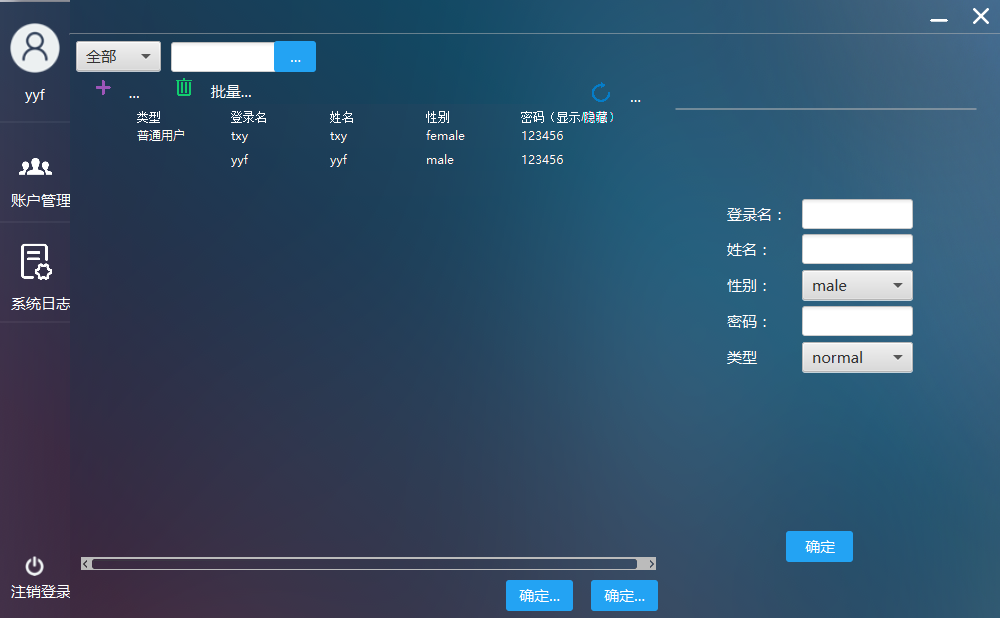 yyf
账户管理
系统日志
注销登录
全部
...
...
批量...
...
类型 登录名 姓名 性别 密码（显示/隐藏）
普通用户 txy txy female 123456
yyf yyf male 123456
确定... 确定...
登录名：
姓名：
性别： male
密码：
类型 normal
确定